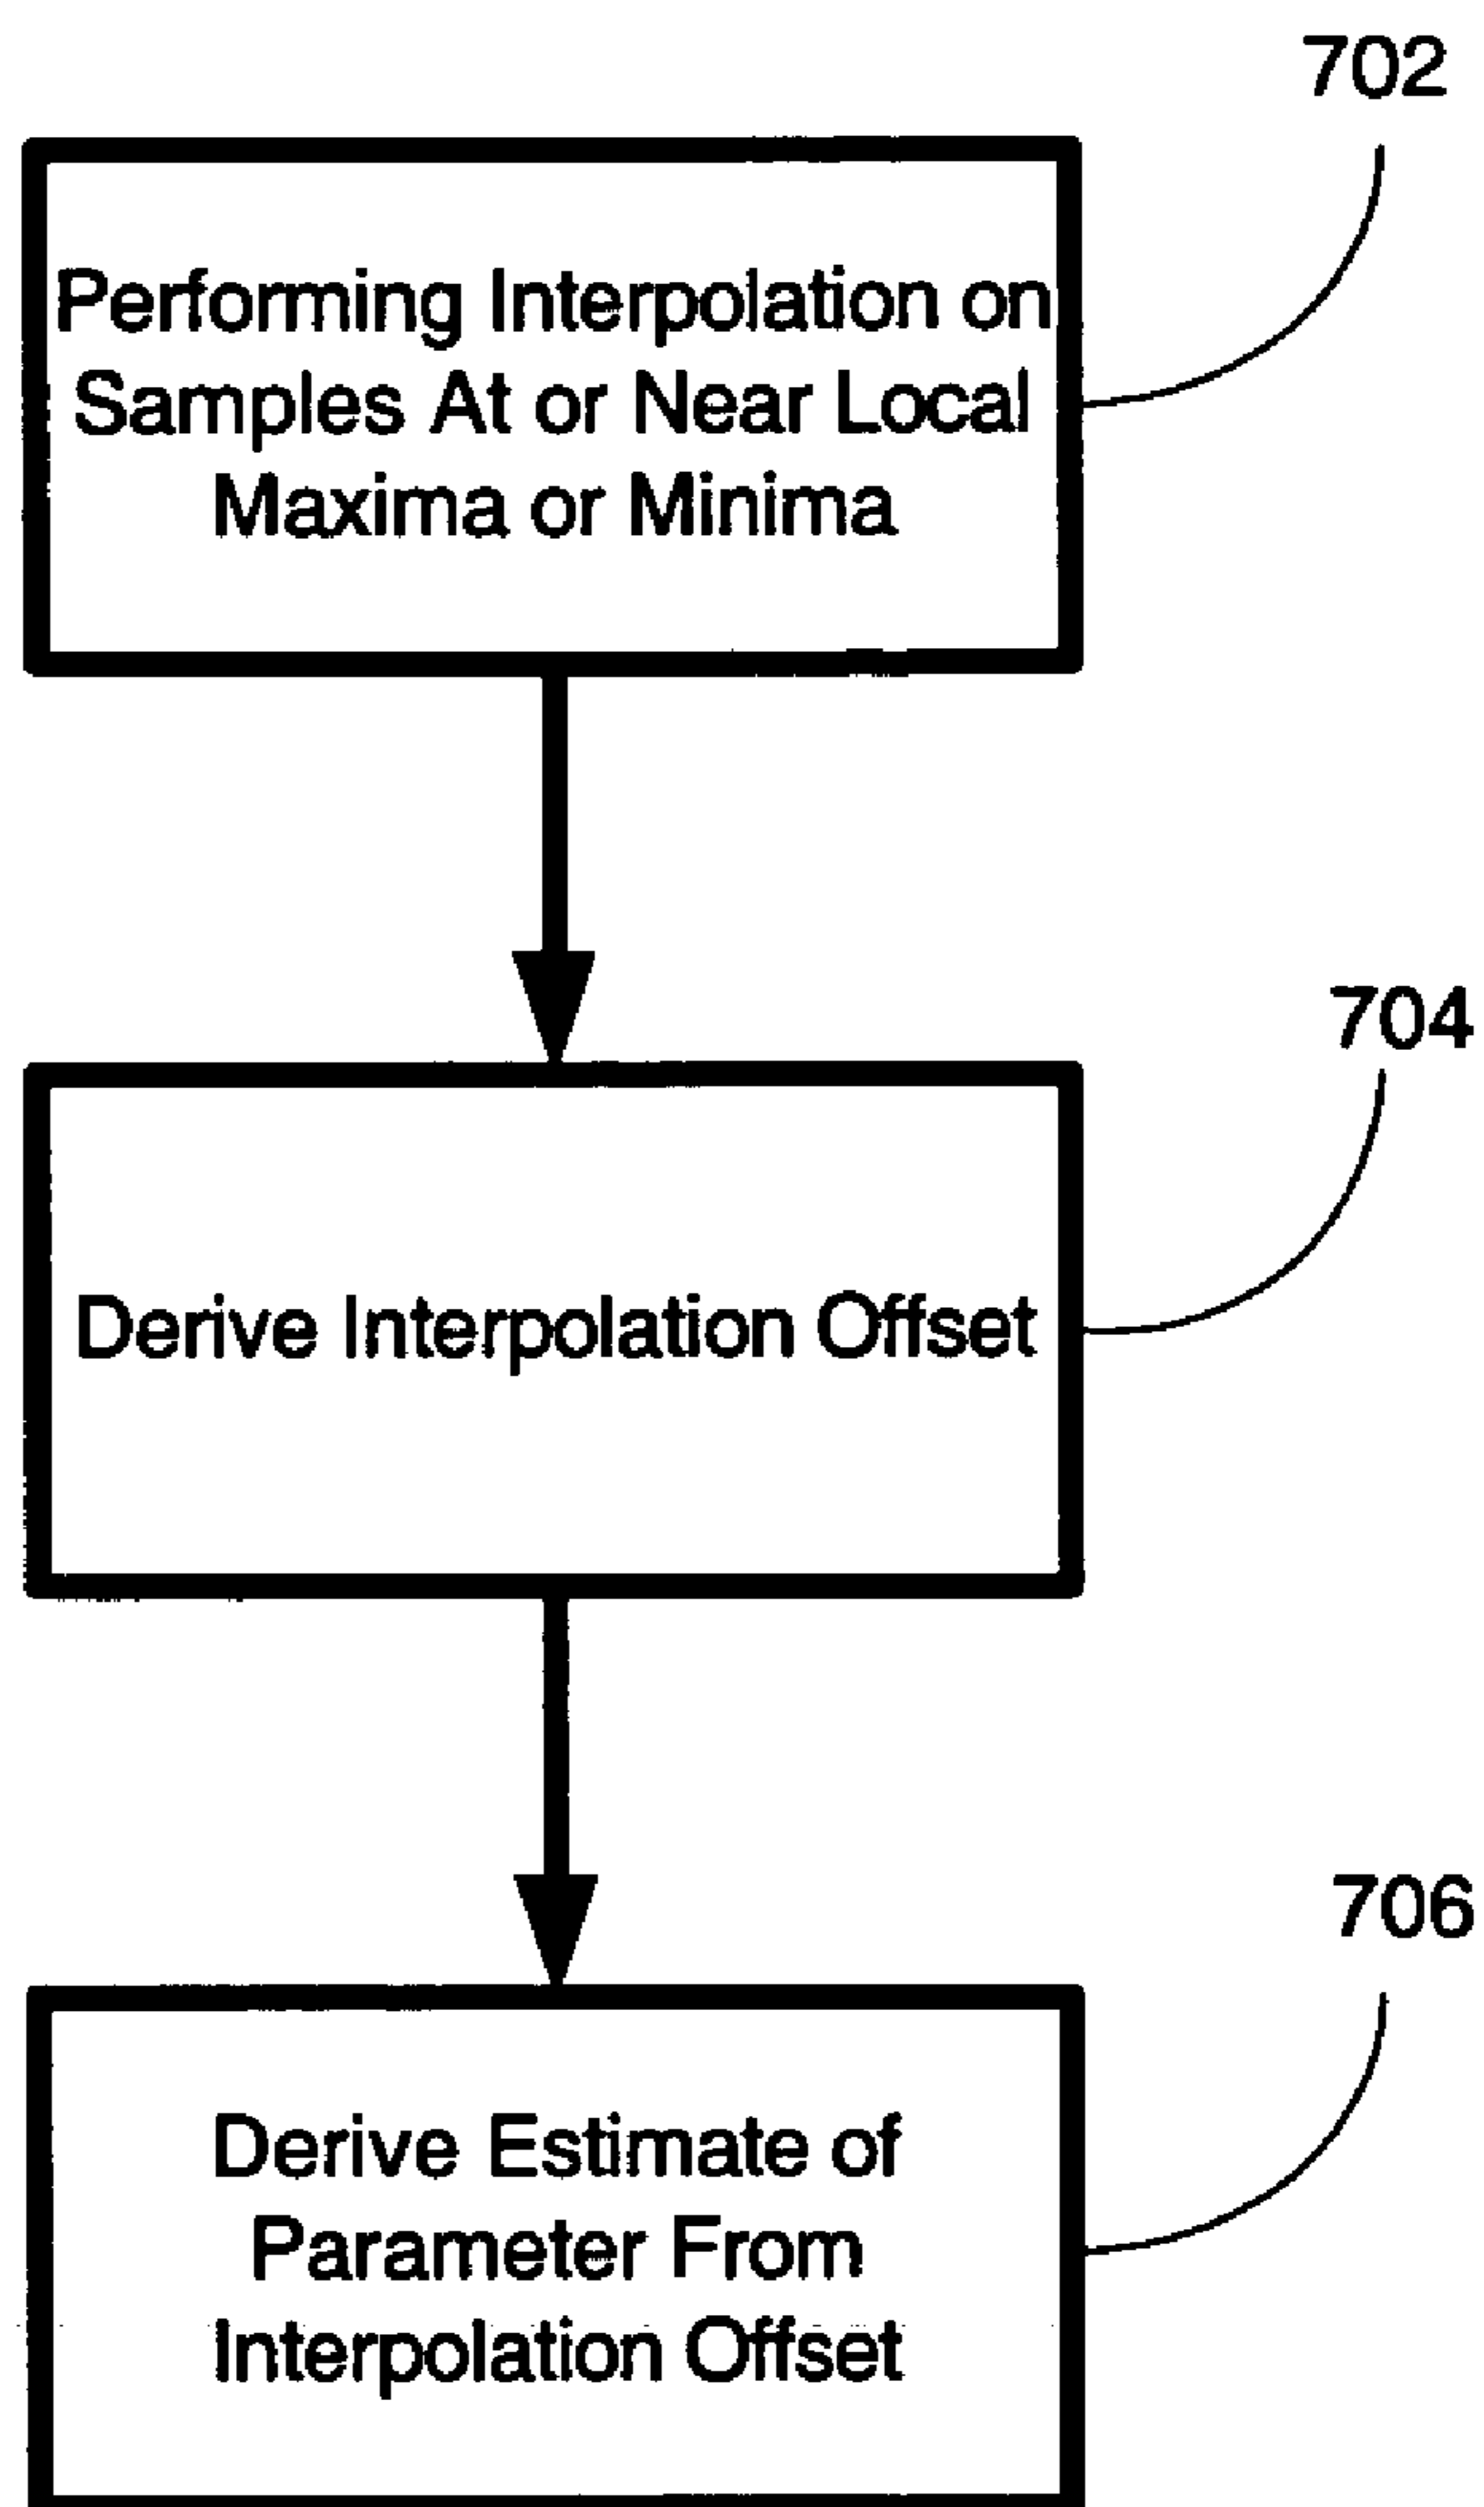 702
Performing Interpolation on
Samples At or Near Local
Maxima or Minima
704
Derive Interpolation Offset
706
Derive Estimate of
Parameter From
Interpolation Offset